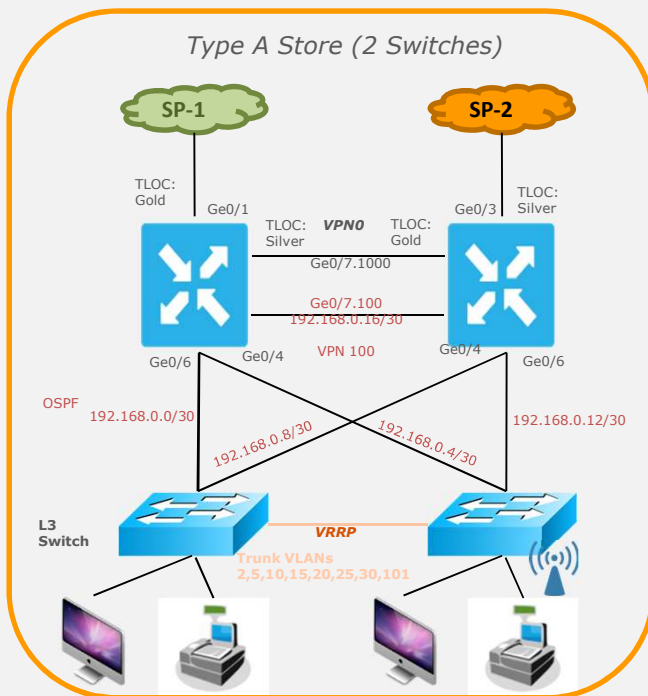 Type A Store (2 Switches)
SP-1
SP-2
TLOC:
Gold
Ge0/1
Ge0/3
TLOC:
Silver
TLOC:
Silver
VPN0
TLOC:
Gold
Ge0/7.1000
Ge0/7.100
192.168.0.16/30
VPN 100
Ge0/6
Ge0/4
Ge0/4
Ge0/6
OSPF
192.168.0.0/30
192.168.0.8/30
192.168.0.4/30
192.168.0.12/30
L3
Switch
VRRP
Trunk VLANs
2,5,10,15,20,25,30,101